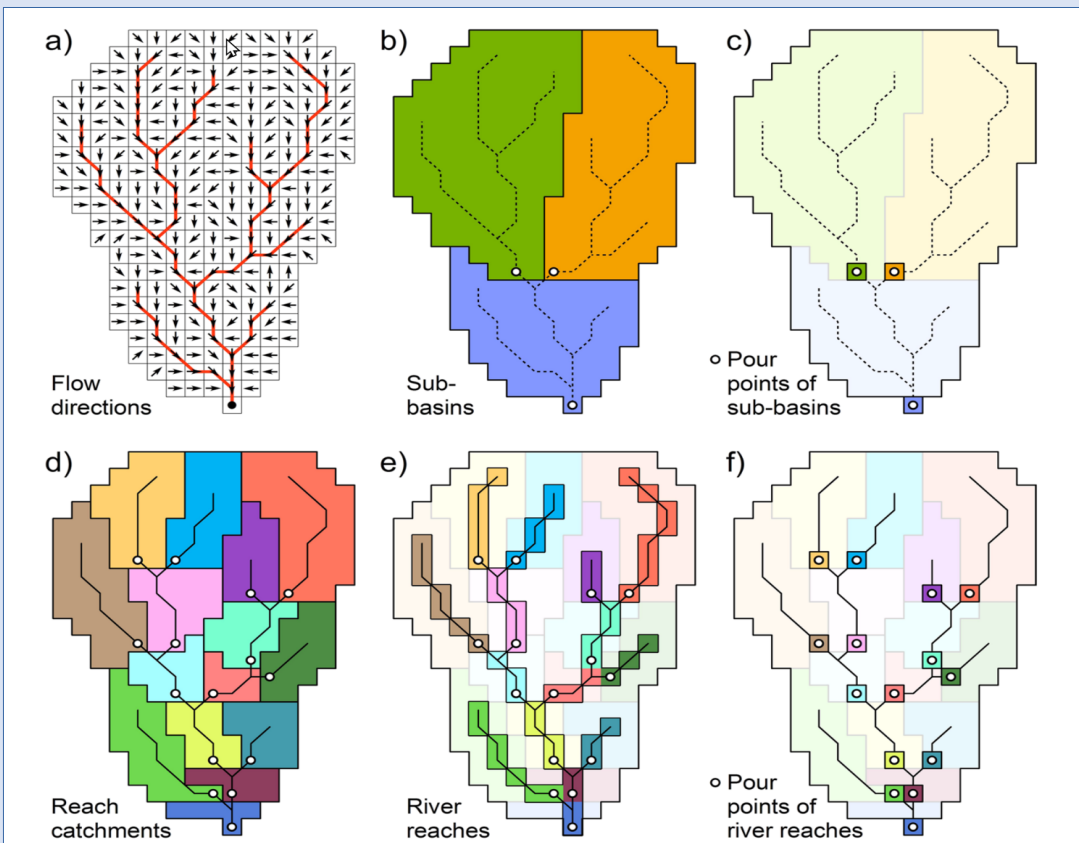 a)
b)
c)
Flow
directions
Sub-
basins
Pour
points of
sub-basins
d)
e)
f)
Reach
catchments
River
reaches
Pour
points of
river reaches